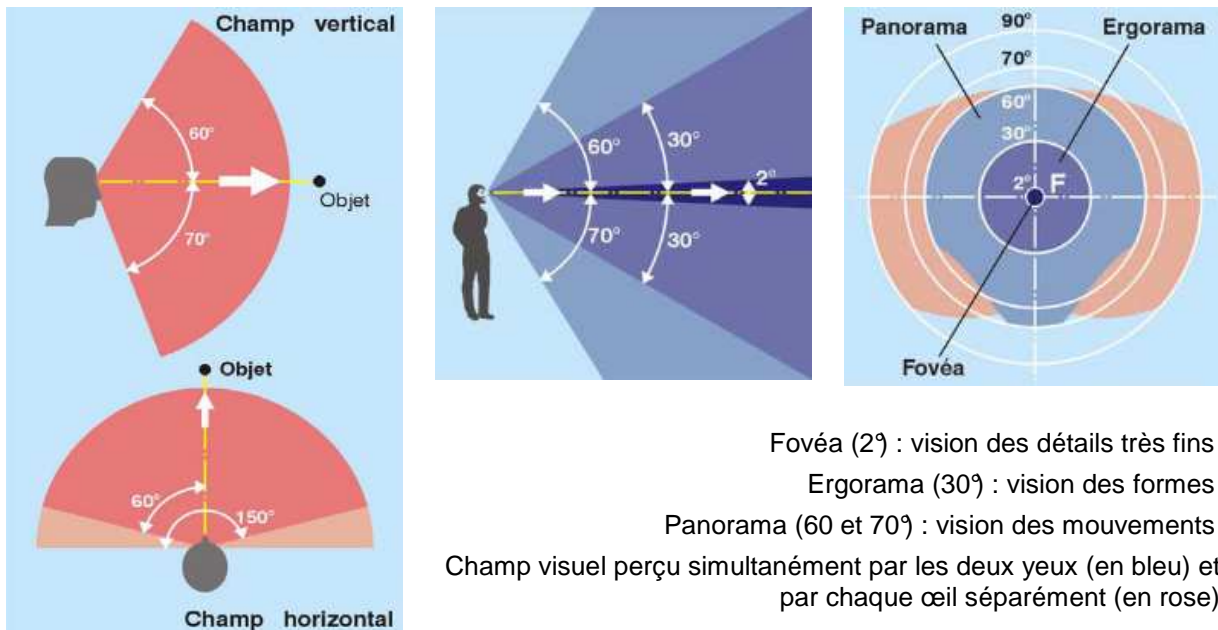 Champ vertical
60°
70°
Objet
Objet
60°
150°
Champ horizontal
60°
30°
2°
70°
30°
90°
Panorama
Ergorama
70°
60°
30°
2°
F
Fovéa
Fovéa (2°) : vision des détails très fins
Ergorama (30°) : vision des formes
Panorama (60 et 70°) : vision des mouvements
Champ visuel perçu simultanément par les deux yeux (en bleu) et
par chaque œil séparément (en rose)